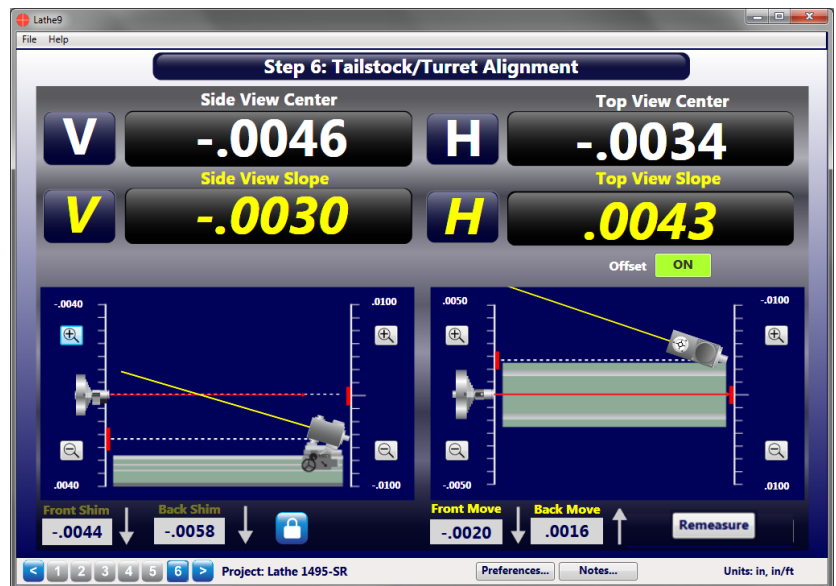 Lathe9
File Help
Step 6: Tailstock/Turret Alignment
Side View Center
V -.0046
Top View Center
H -.0034
Side View Slope
V -.0030
Top View Slope
H .0043
Offset ON
-.0040 .0100
.0040 -.0100
.0050 -.0100
-.0050 .0100
Front Shim Back Shim
-.0044 -.0058
Front Move Back Move
-.0020 .0016
Remeasure
< 1 2 3 4 5 6 > Project: Lathe 1495-SR Preferences... Notes... Units: in, in/ft